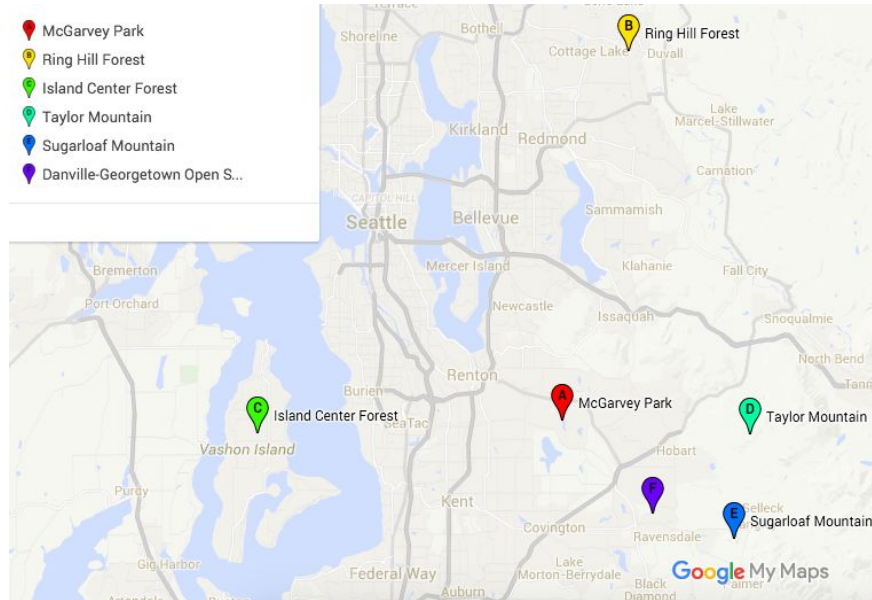 A McGarvey Park
B Ring Hill Forest
C Island Center Forest
D Taylor Mountain
E Sugarloaf Mountain
F Danville-Georgetown Open S...
Shoreline
Bothell
B
Ring Hill Forest
Cottage Lake
Duvall
Lake
Marcel-Stillwater
Kirkland
Redmond
Carnation
CAPITOL HILL
Seattle
Bellevue
Sammamish
Bremerton
Mercer Island
Klahanie
Fall City
Port Orchard
Newcastle
Issaquah
Snoqualmie
North Bend
Renton
Burien
A
McGarvey Park
C
Island Center Forest
SeaTac
D
Taylor Mountain
Vashon Island
Hobart
Purdy
Kent
F
E
Selleck
Sugarloaf Mountain
Covington
Ravensdale
Gig Harbor
Federal Way
Lake
Morton-Berrydale
Google My Maps
Auburn
Black
Diamond
Palmer